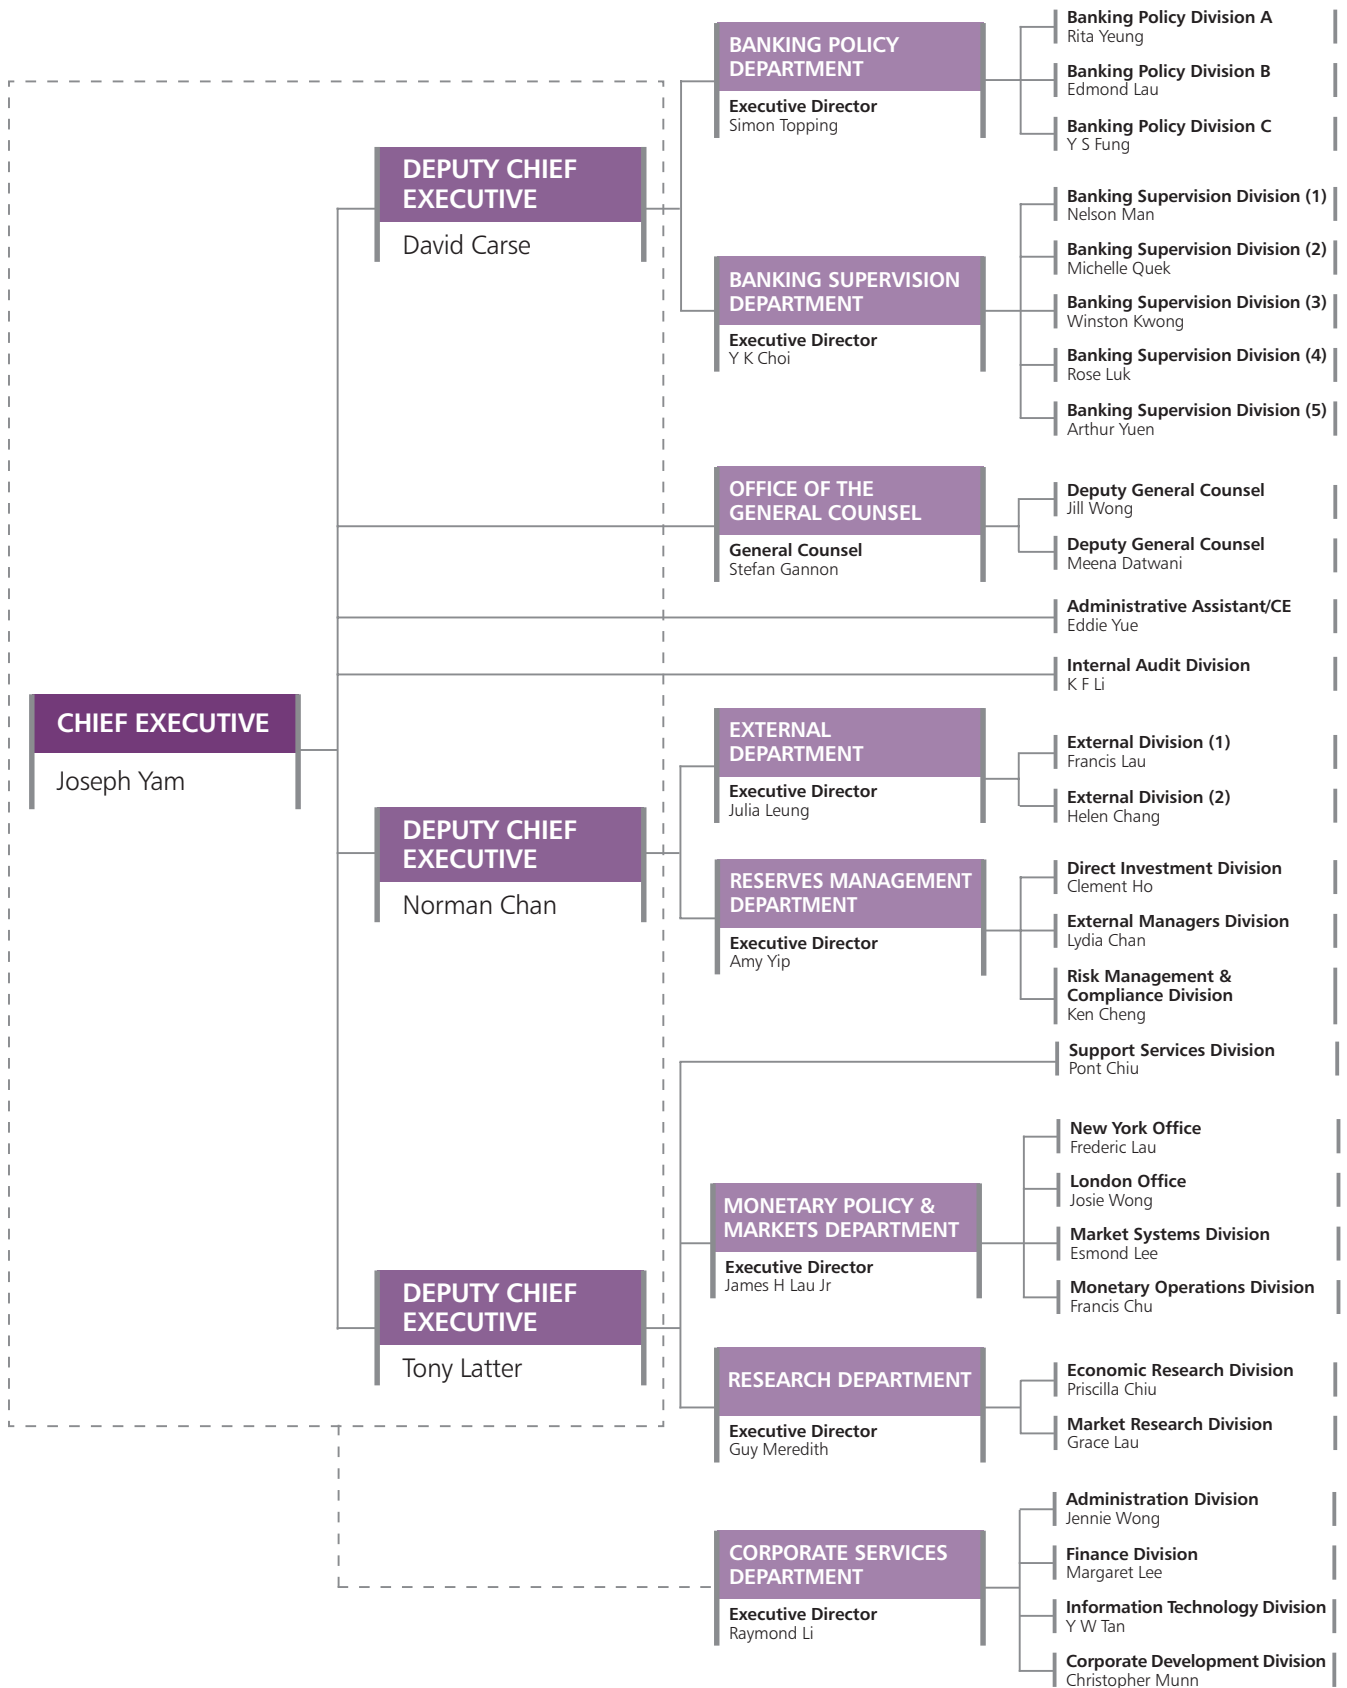 CHIEF EXECUTIVE
Joseph Yam
DEPUTY CHIEF
EXECUTIVE
David Carse
BANKING POLICY
DEPARTMENT
Executive Director
Simon Topping
Banking Policy Division A
Rita Yeung
Banking Policy Division B
Edmond Lau
Banking Policy Division C
Y S Fung
BANKING SUPERVISION
DEPARTMENT
Executive Director
Y K Choi
Banking Supervision Division (1)
Nelson Man
Banking Supervision Division (2)
Michelle Quek
Banking Supervision Division (3)
Winston Kwong
Banking Supervision Division (4)
Rose Luk
Banking Supervision Division (5)
Arthur Yuen
OFFICE OF THE
GENERAL COUNSEL
General Counsel
Stefan Gannon
Deputy General Counsel
Jill Wong
Deputy General Counsel
Meena Datwani
Administrative Assistant/CE
Eddie Yue
Internal Audit Division
K F Li
DEPUTY CHIEF
EXECUTIVE
Norman Chan
EXTERNAL
DEPARTMENT
Executive Director
Julia Leung
External Division (1)
Francis Lau
External Division (2)
Helen Chang
RESERVES MANAGEMENT
DEPARTMENT
Executive Director
Amy Yip
Direct Investment Division
Clement Ho
External Managers Division
Lydia Chan
Risk Management &
Compliance Division
Ken Cheng
DEPUTY CHIEF
EXECUTIVE
Tony Latter
Support Services Division
Pont Chiu
MONETARY POLICY &
MARKETS DEPARTMENT
Executive Director
James H Lau Jr
New York Office
Frederic Lau
London Office
Josie Wong
Market Systems Division
Esmond Lee
Monetary Operations Division
Francis Chu
RESEARCH DEPARTMENT
Executive Director
Guy Meredith
Economic Research Division
Priscilla Chiu
Market Research Division
Grace Lau
CORPORATE SERVICES
DEPARTMENT
Executive Director
Raymond Li
Administration Division
Jennie Wong
Finance Division
Margaret Lee
Information Technology Division
Y W Tan
Corporate Development Division
Christopher Munn